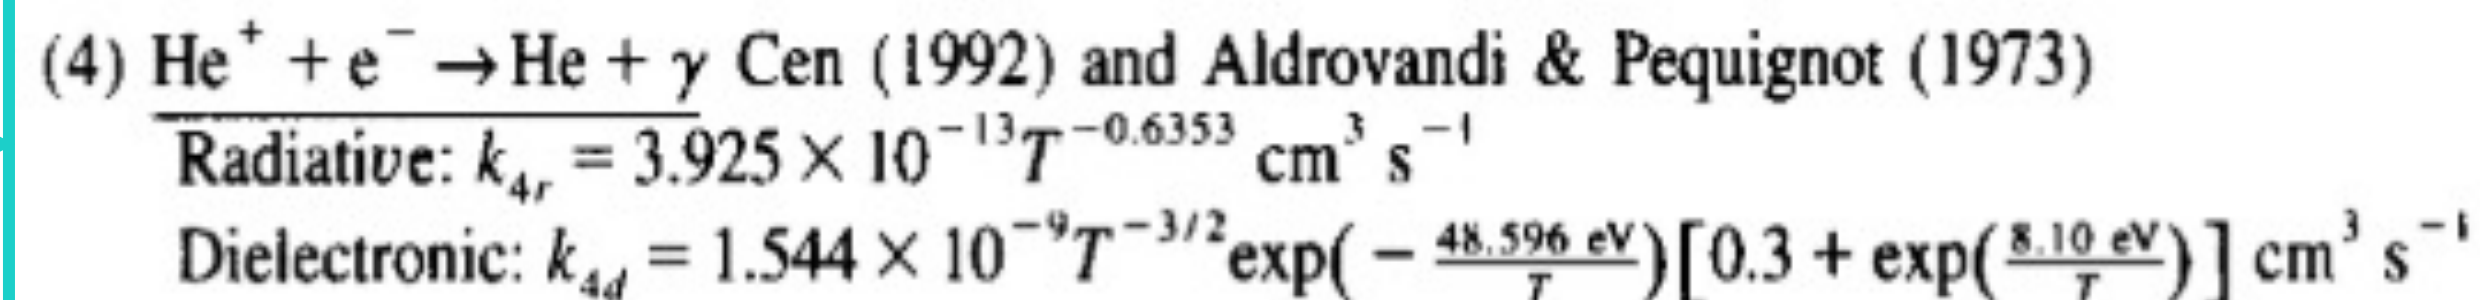 (4) He⁺ + e⁻ → He + γ Cen (1992) and Aldrovandi & Pequignot (1973)
Radiative: k₄ᵣ = 3.925 × 10⁻¹³T⁻⁰·⁶³⁵³ cm³ s⁻¹
Dielectronic: k₄d = 1.544 × 10⁻⁹T⁻³/²exp(− 48.596 eV/T)[0.3 + exp(8.10 eV/T)] cm³ s⁻¹